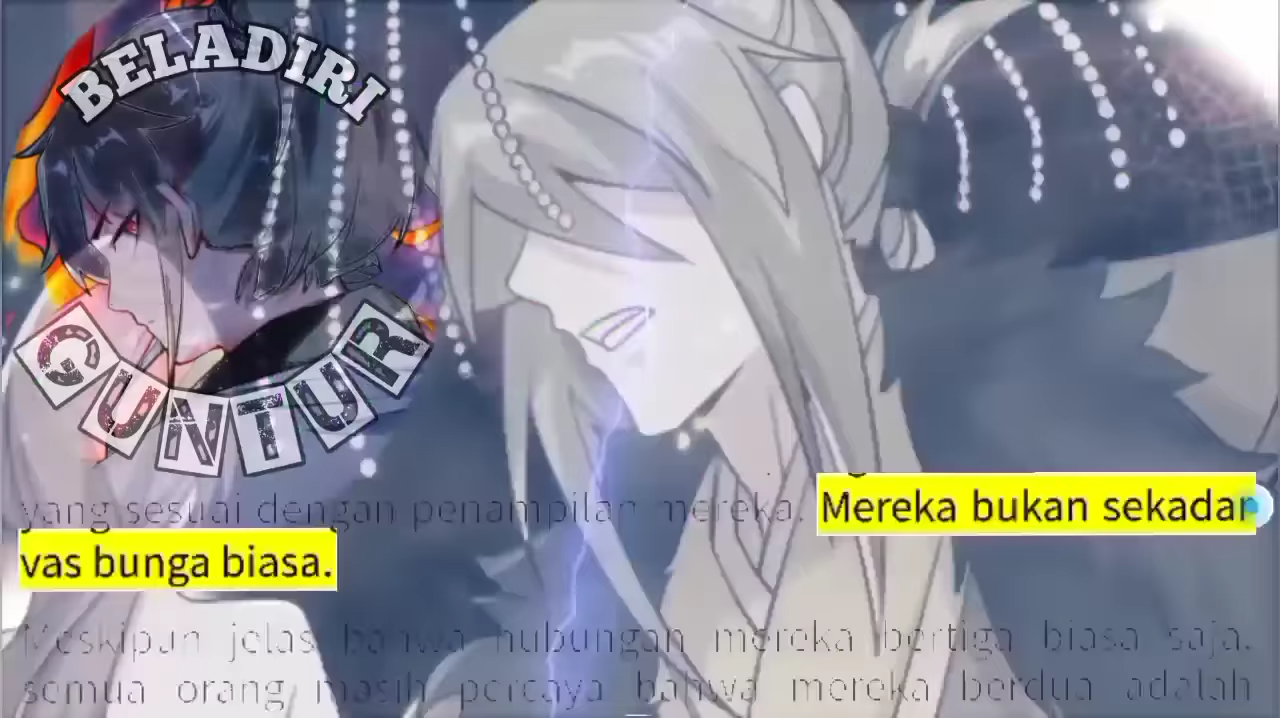 BELADIRI
GUNTUR
yang sesuai dengan penampilan mereka. Mereka bukan sekadar
vas bunga biasa.
Meskipun jelas bahwa hubungan mereka bertiga biasa saja,
semua orang masih percaya bahwa mereka berdua adalah